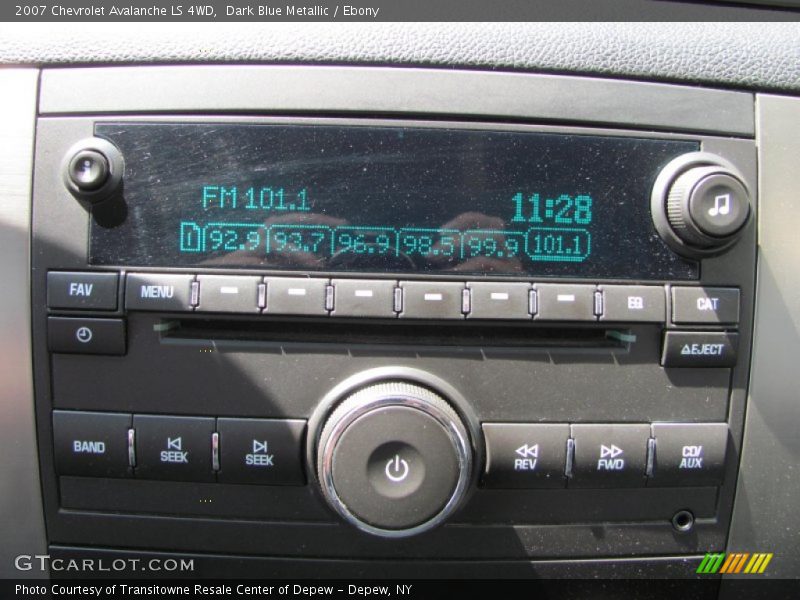 2007 Chevrolet Avalanche LS 4WD,  Dark Blue Metallic / Ebony
FM 101.1
11:28
1 92.9 93.7 96.9 98.5 99.9 101.1
FAV MENU EQ CAT
EJECT
BAND SEEK SEEK REV FWD CD/AUX
GTCARLOT.COM
Photo Courtesy of Transitowne Resale Center of Depew – Depew, NY